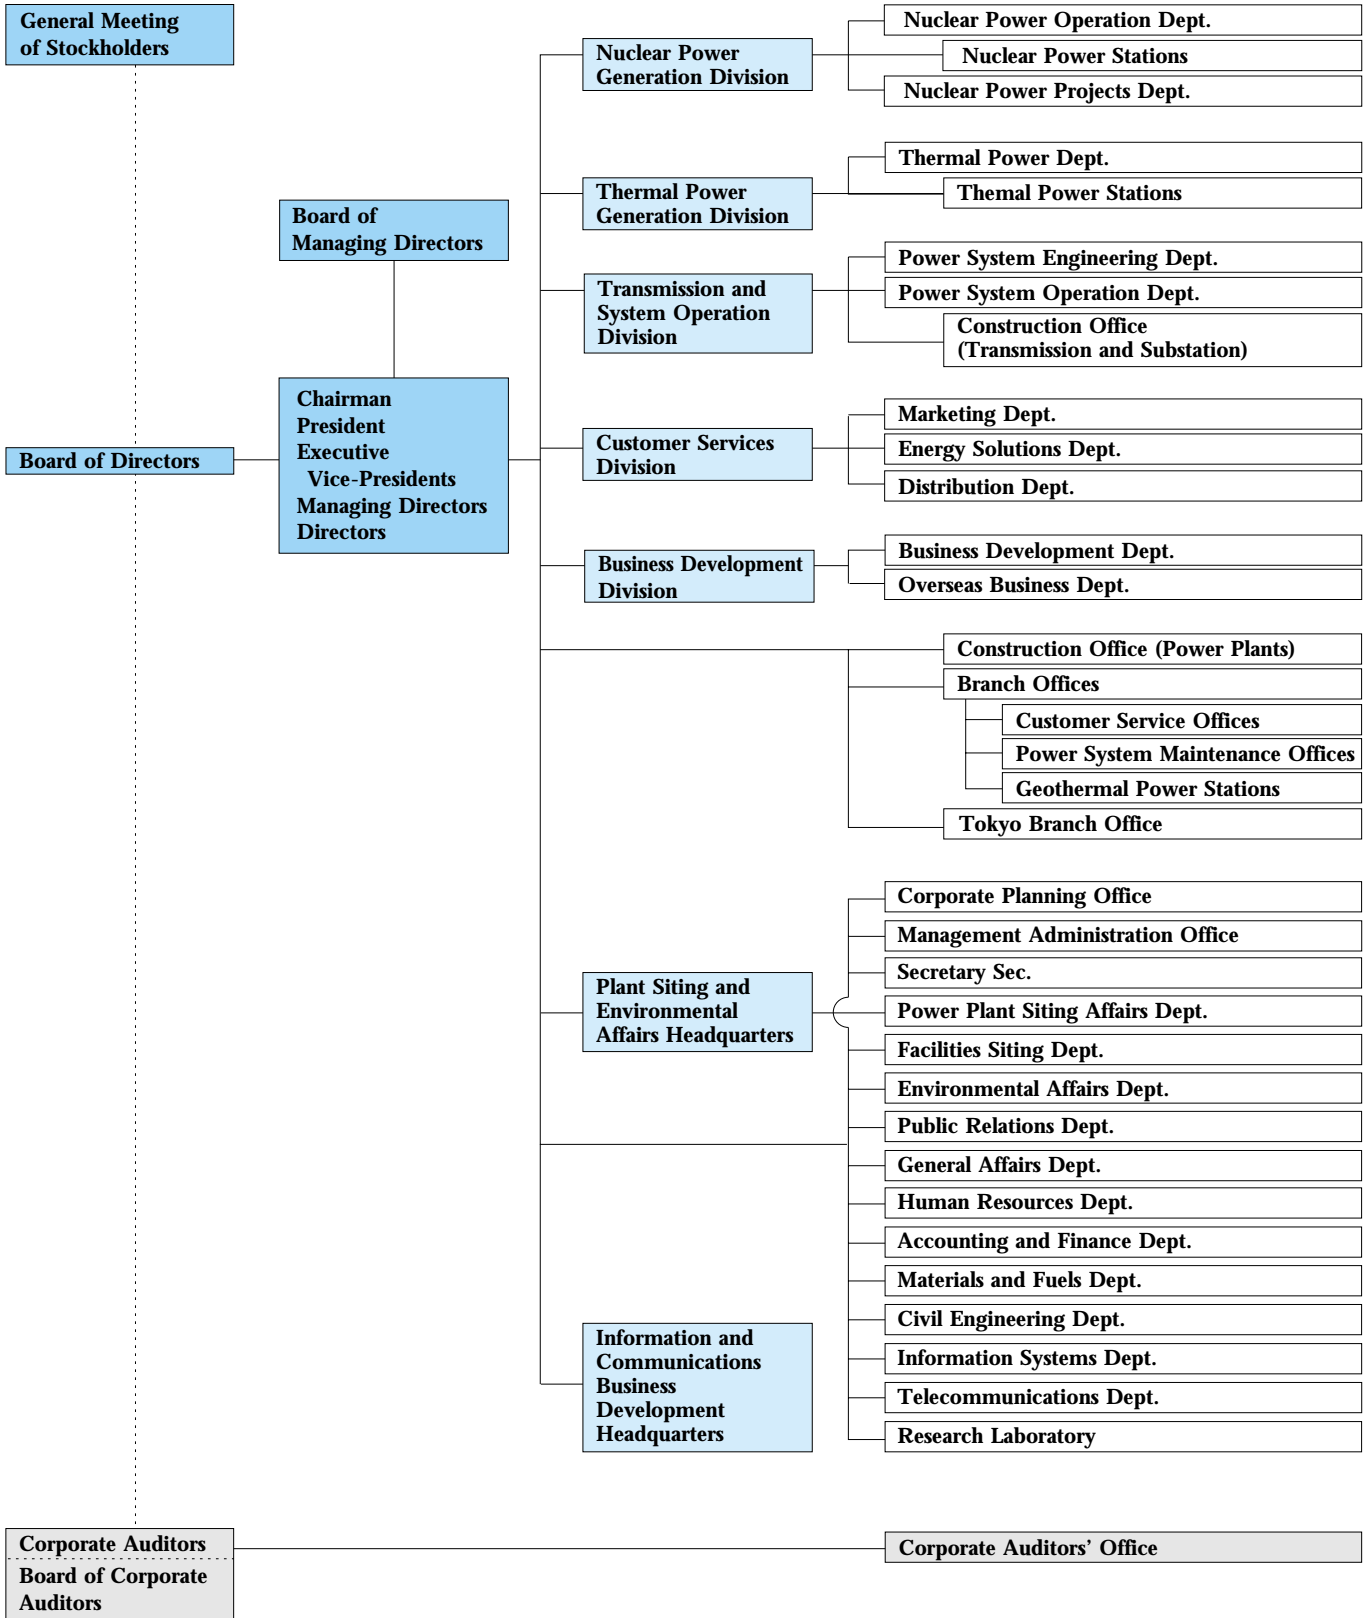 General Meeting
of Stockholders
Board of Directors
Board of
Managing Directors
Chairman
President
Executive
Vice-Presidents
Managing Directors
Directors
Nuclear Power
Generation Division
Nuclear Power Operation Dept.
Nuclear Power Stations
Nuclear Power Projects Dept.
Thermal Power
Generation Division
Thermal Power Dept.
Themal Power Stations
Transmission and
System Operation
Division
Power System Engineering Dept.
Power System Operation Dept.
Construction Office
(Transmission and Substation)
Customer Services
Division
Marketing Dept.
Energy Solutions Dept.
Distribution Dept.
Business Development
Division
Business Development Dept.
Overseas Business Dept.
Construction Office (Power Plants)
Branch Offices
Customer Service Offices
Power System Maintenance Offices
Geothermal Power Stations
Tokyo Branch Office
Plant Siting and
Environmental
Affairs Headquarters
Information and
Communications
Business
Development
Headquarters
Corporate Planning Office
Management Administration Office
Secretary Sec.
Power Plant Siting Affairs Dept.
Facilities Siting Dept.
Environmental Affairs Dept.
Public Relations Dept.
General Affairs Dept.
Human Resources Dept.
Accounting and Finance Dept.
Materials and Fuels Dept.
Civil Engineering Dept.
Information Systems Dept.
Telecommunications Dept.
Research Laboratory
Corporate Auditors
Board of Corporate
Auditors
Corporate Auditors' Office